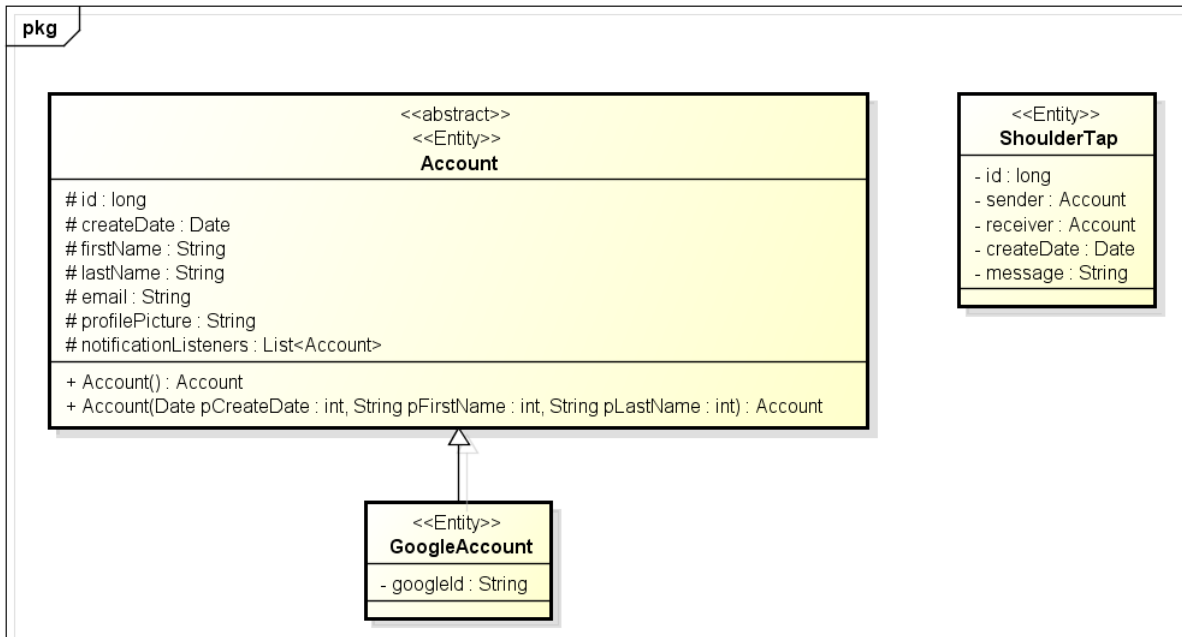 pkg
<<abstract>>
<<Entity>>
Account
# id : long
# createDate : Date
# firstName : String
# lastName : String
# email : String
# profilePicture : String
# notificationListeners : List<Account>
+ Account() : Account
+ Account(Date pCreateDate : int, String pFirstName : int, String pLastName : int) : Account
<<Entity>>
ShoulderTap
- id : long
- sender : Account
- receiver : Account
- createDate : Date
- message : String
<<Entity>>
GoogleAccount
- googleId : String